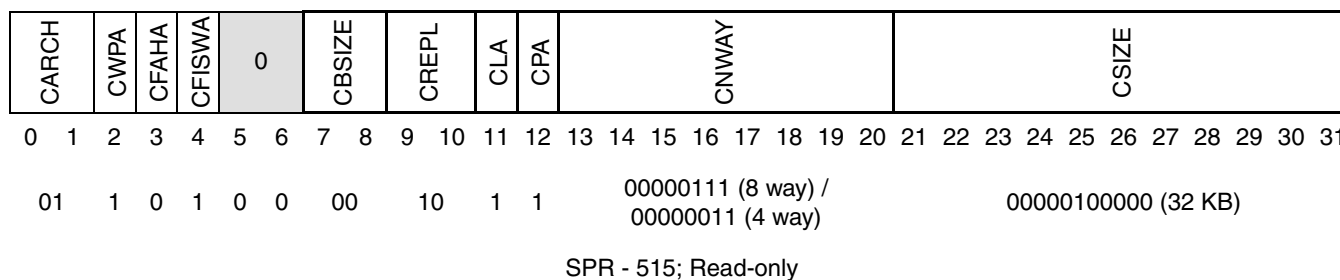 CARCH CWPA CFAHA CFISWA 0 CBSIZE CREPL CLA CPA CNWAY CSIZE
0 1 2 3 4 5 6 7 8 9 10 11 12 13 14 15 16 17 18 19 20 21 22 23 24 25 26 27 28 29 30 31
01 1 0 1 0 0 00 10 1 1 00000111 (8 way) / 00000100000 (32 KB)
00000011 (4 way)
SPR - 515; Read-only